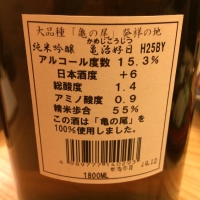 大品種「亀の尾」発祥の地
かめじこうじつ
純米吟醸 亀治好日 H25BY
アルコール度数 15.3%
日本酒度 +6
総酸度 1.4
アミノ酸度 0.9
精米歩合 55%
この酒は「亀の尾」を
100%使用しました。
1800ML